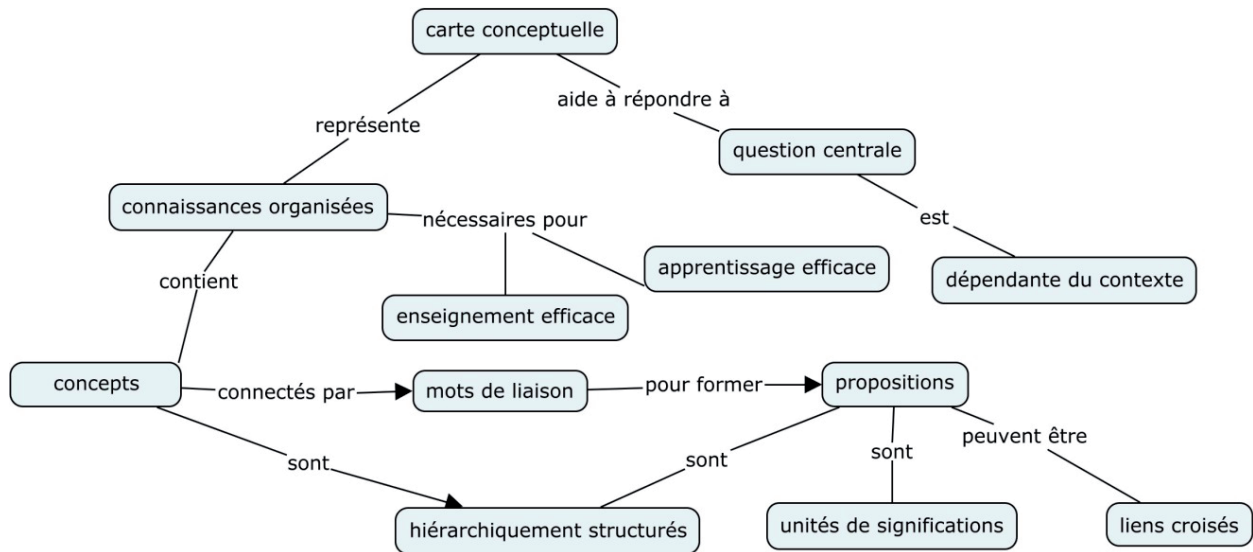 carte conceptuelle
aide à répondre à
représente
question centrale
connaissances organisées
nécessaires pour
est
contient
apprentissage efficace
dépendante du contexte
enseignement efficace
concepts
connectés par
mots de liaison
pour former
propositions
peuvent être
sont
sont
sont
hiérarchiquement structurés
unités de significations
liens croisés